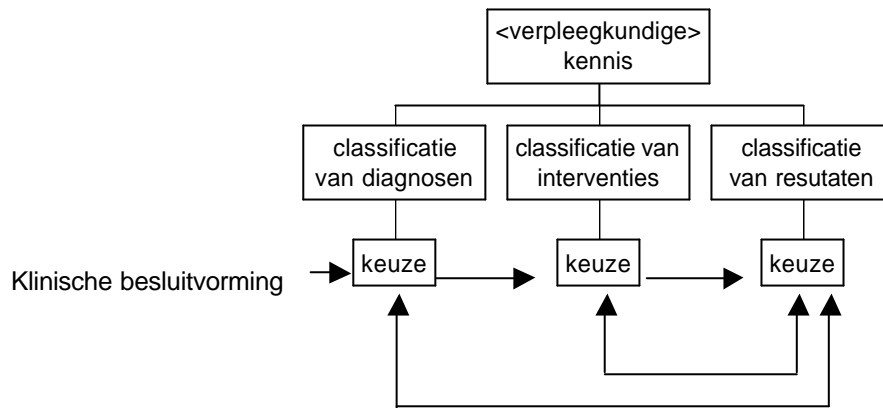 <verpleegkundige>
kennis
classificatie
van diagnosen
classificatie van
interventies
classificatie
van resutaten
Klinische besluitvorming
keuze
keuze
keuze